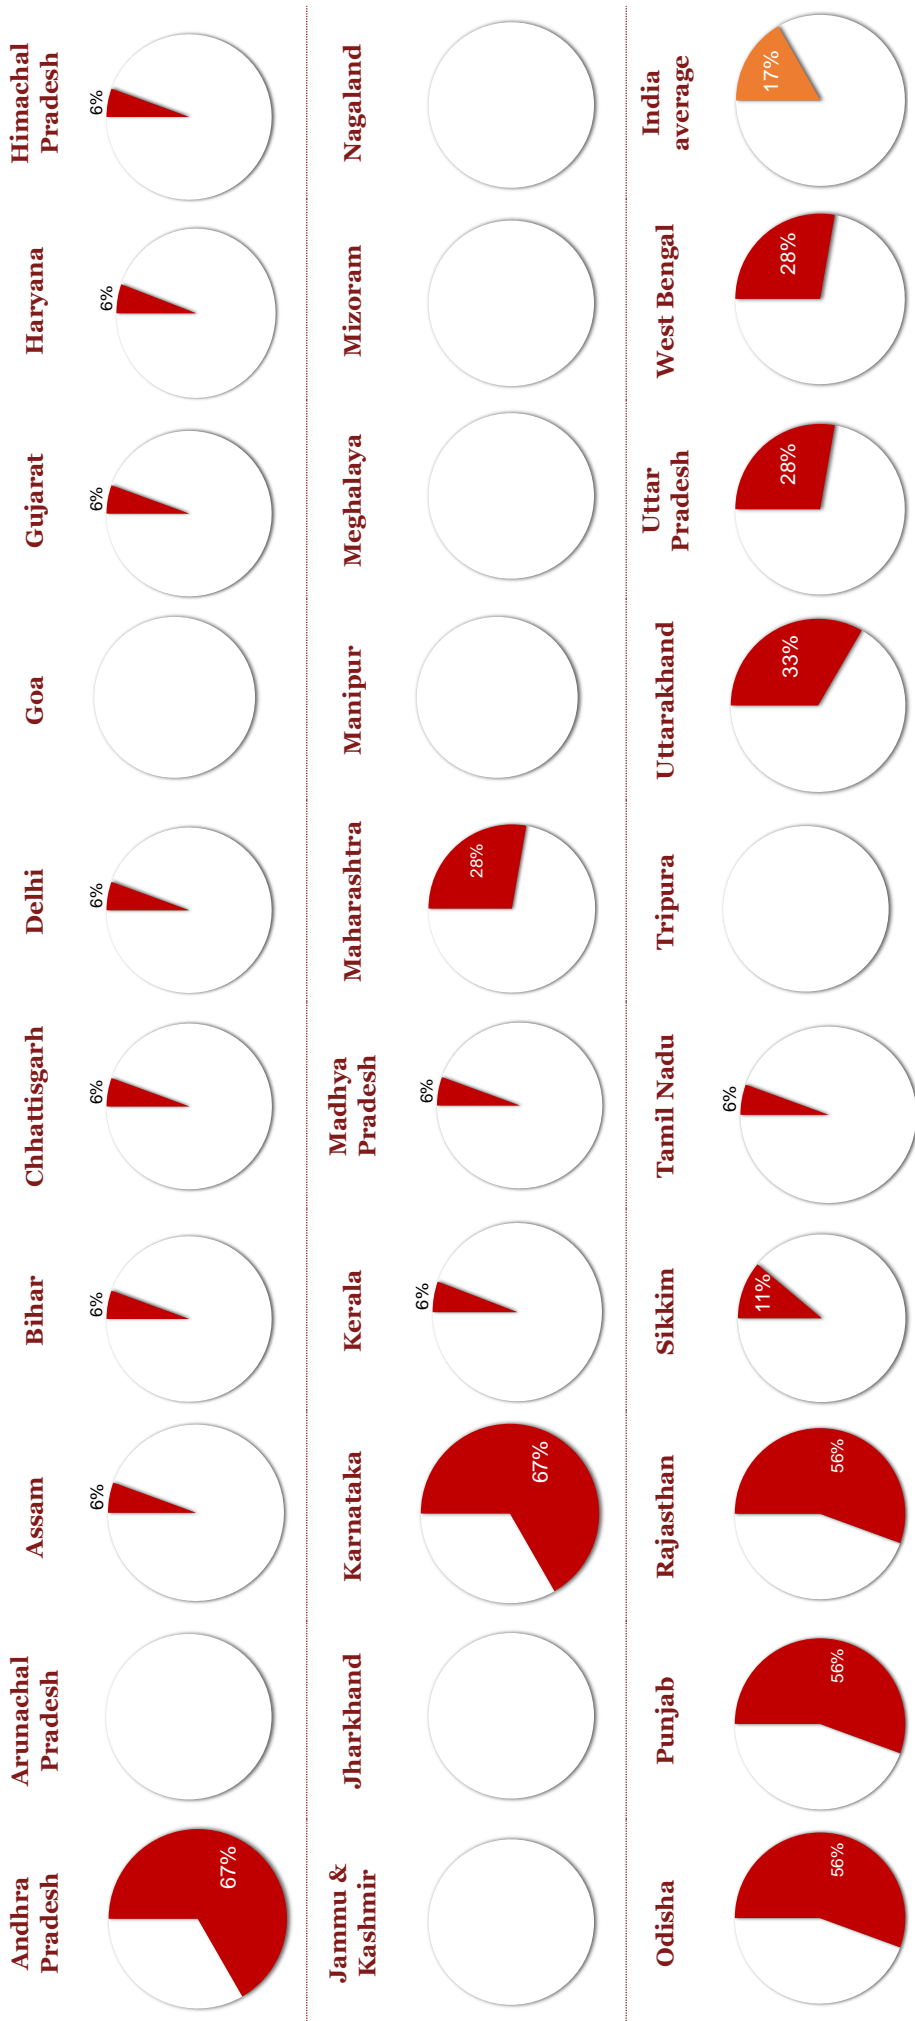 Andhra
Pradesh
67%
Arunachal
Pradesh
Assam
6%
Bihar
6%
Chhattisgarh
6%
Delhi
6%
Goa
Gujarat
6%
Haryana
6%
Himachal
Pradesh
6%
Jammu &
Kashmir
Jharkhand
Karnataka
67%
Kerala
6%
Madhya
Pradesh
6%
Maharashtra
28%
Manipur
Meghalaya
Mizoram
Nagaland
Odisha
56%
Punjab
56%
Rajasthan
56%
Sikkim
11%
Tamil Nadu
6%
Tripura
Uttarakhand
33%
Uttar
Pradesh
28%
West Bengal
28%
India
average
17%